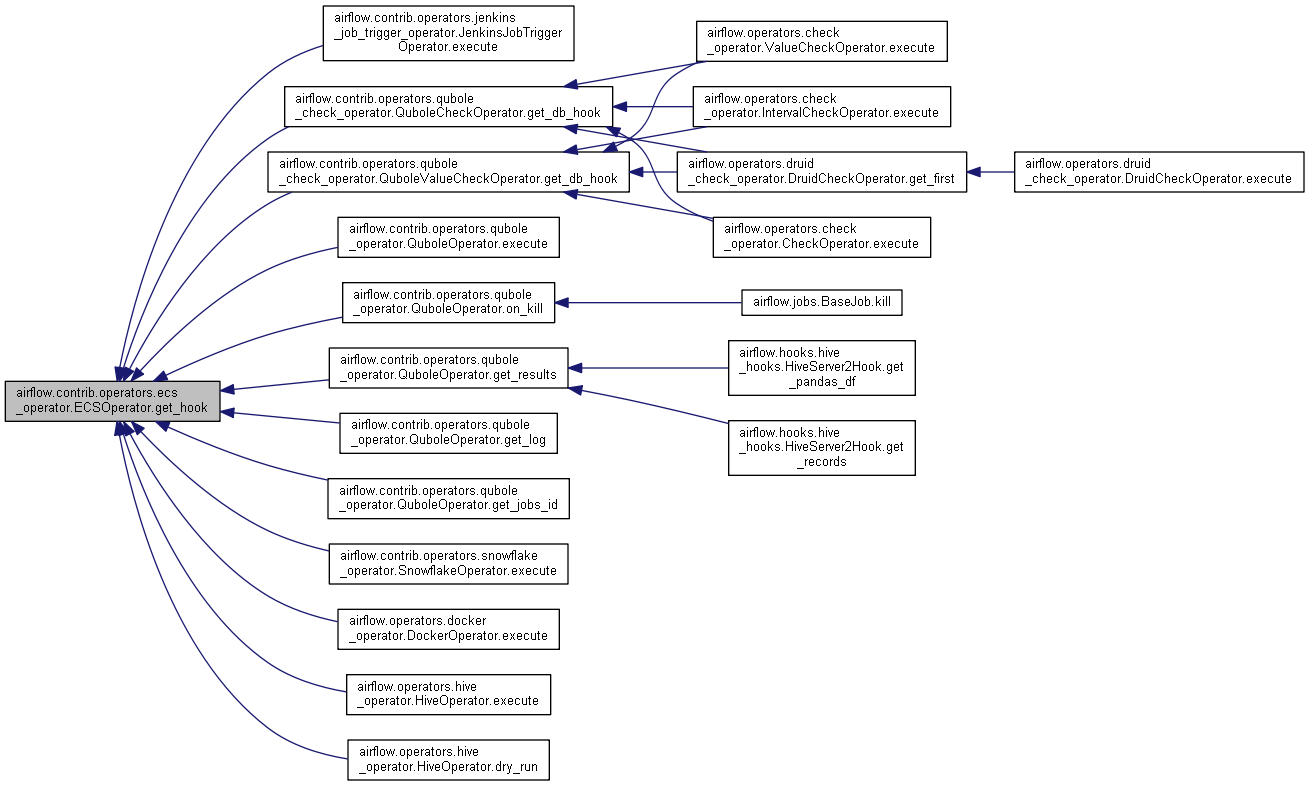 airflow.contrib.operators.jenkins
_job_trigger_operator.JenkinsJobTrigger
Operator.execute
airflow.operators.check
_operator.ValueCheckOperator.execute
airflow.contrib.operators.qubole
_check_operator.QuboleCheckOperator.get_db_hook
airflow.operators.check
_operator.IntervalCheckOperator.execute
airflow.contrib.operators.qubole
_check_operator.QuboleValueCheckOperator.get_db_hook
airflow.operators.druid
_check_operator.DruidCheckOperator.get_first
airflow.operators.druid
_check_operator.DruidCheckOperator.execute
airflow.contrib.operators.qubole
_operator.QuboleOperator.execute
airflow.operators.check
_operator.CheckOperator.execute
airflow.contrib.operators.qubole
_operator.QuboleOperator.on_kill
airflow.jobs.BaseJob.kill
airflow.contrib.operators.qubole
_operator.QuboleOperator.get_results
airflow.hooks.hive
_hooks.HiveServer2Hook.get
_pandas_df
airflow.contrib.operators.ecs
_operator.ECSOperator.get_hook
airflow.contrib.operators.qubole
_operator.QuboleOperator.get_log
airflow.hooks.hive
_hooks.HiveServer2Hook.get
_records
airflow.contrib.operators.qubole
_operator.QuboleOperator.get_jobs_id
airflow.contrib.operators.snowflake
_operator.SnowflakeOperator.execute
airflow.operators.docker
_operator.DockerOperator.execute
airflow.operators.hive
_operator.HiveOperator.execute
airflow.operators.hive
_operator.HiveOperator.dry_run